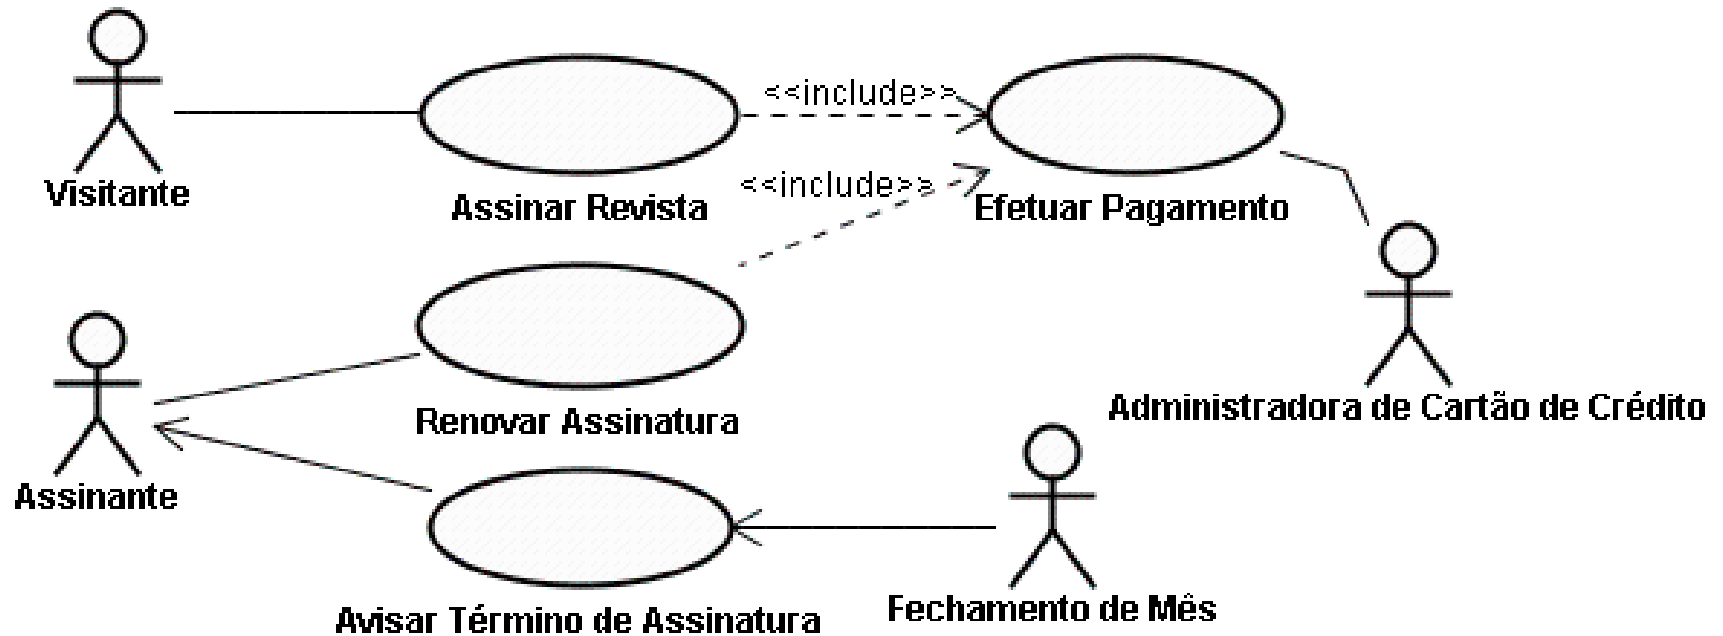 <<include>>
Visitante
Assinar Revista
<<include>>
Efetuar Pagamento
Renovar Assinatura
Administradora de Cartão de Crédito
Assinante
Avisar Término de Assinatura
Fechamento de Mês